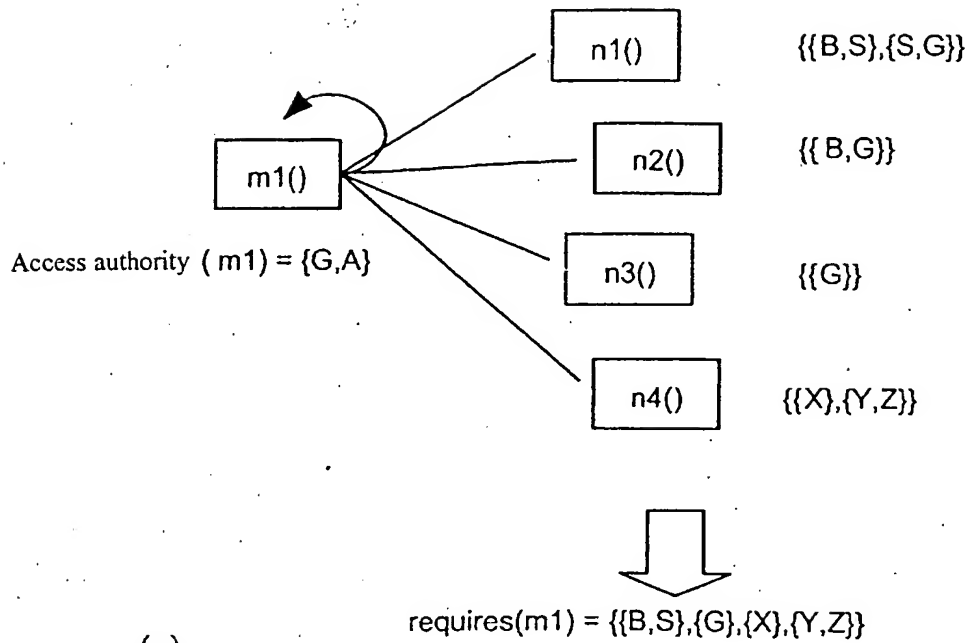 n1() {{B,S},{S,G}}
n2() {{B,G}}
m1()
Access authority (m1) = {G,A}
n3() {{G}}
n4() {{X},{Y,Z}}
requires(m1) = {{B,S},{G},{X},{Y,Z}}